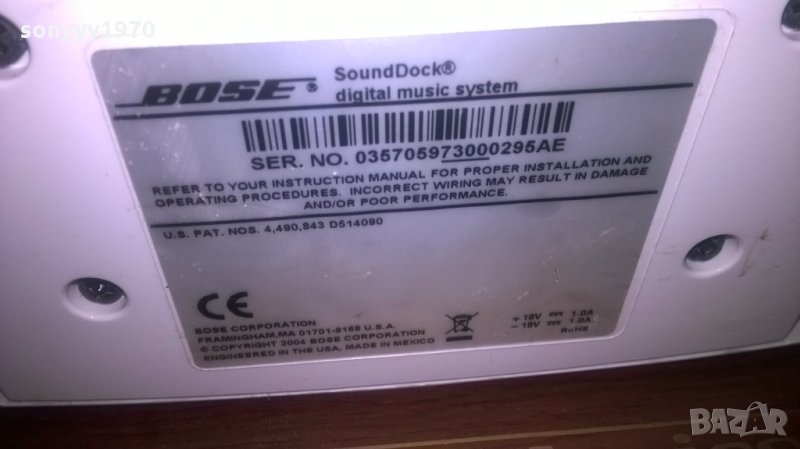 sonyvv1970
BOSE®
SoundDock®
digital music system
SER. NO. 035705973000295AE
REFER TO YOUR INSTRUCTION MANUAL FOR PROPER INSTALLATION AND
OPERATING PROCEDURES. INCORRECT WIRING MAY RESULT IN DAMAGE
AND/OR POOR PERFORMANCE.
U.S. PAT. NOS. 4,490,843 D514090
CE
BOSE CORPORATION
FRAMINGHAM,MA 01701-9168 U.S.A.
© COPYRIGHT 2004 BOSE CORPORATION
ENGINEERED IN THE USA, MADE IN MEXICO
+18V 1.0A
-18V 1.0A
RoHS
BAZAR